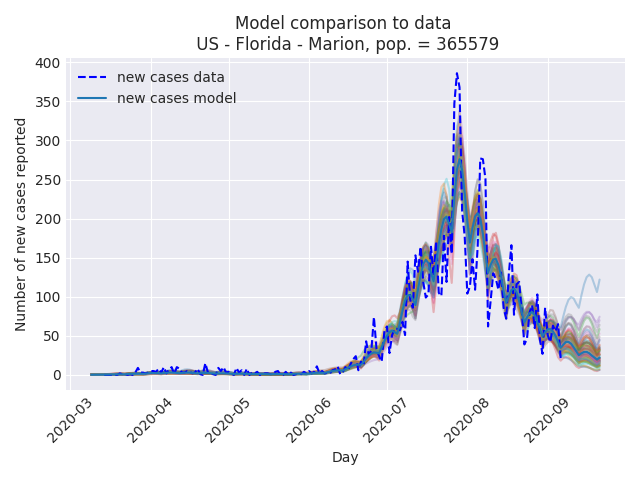 Model comparison to data
US - Florida - Marion, pop. = 365579
new cases data
new cases model
Number of new cases reported
400
350
300
250
200
150
100
50
0
2020-03
2020-04
2020-05
2020-06
2020-07
2020-08
2020-09
Day